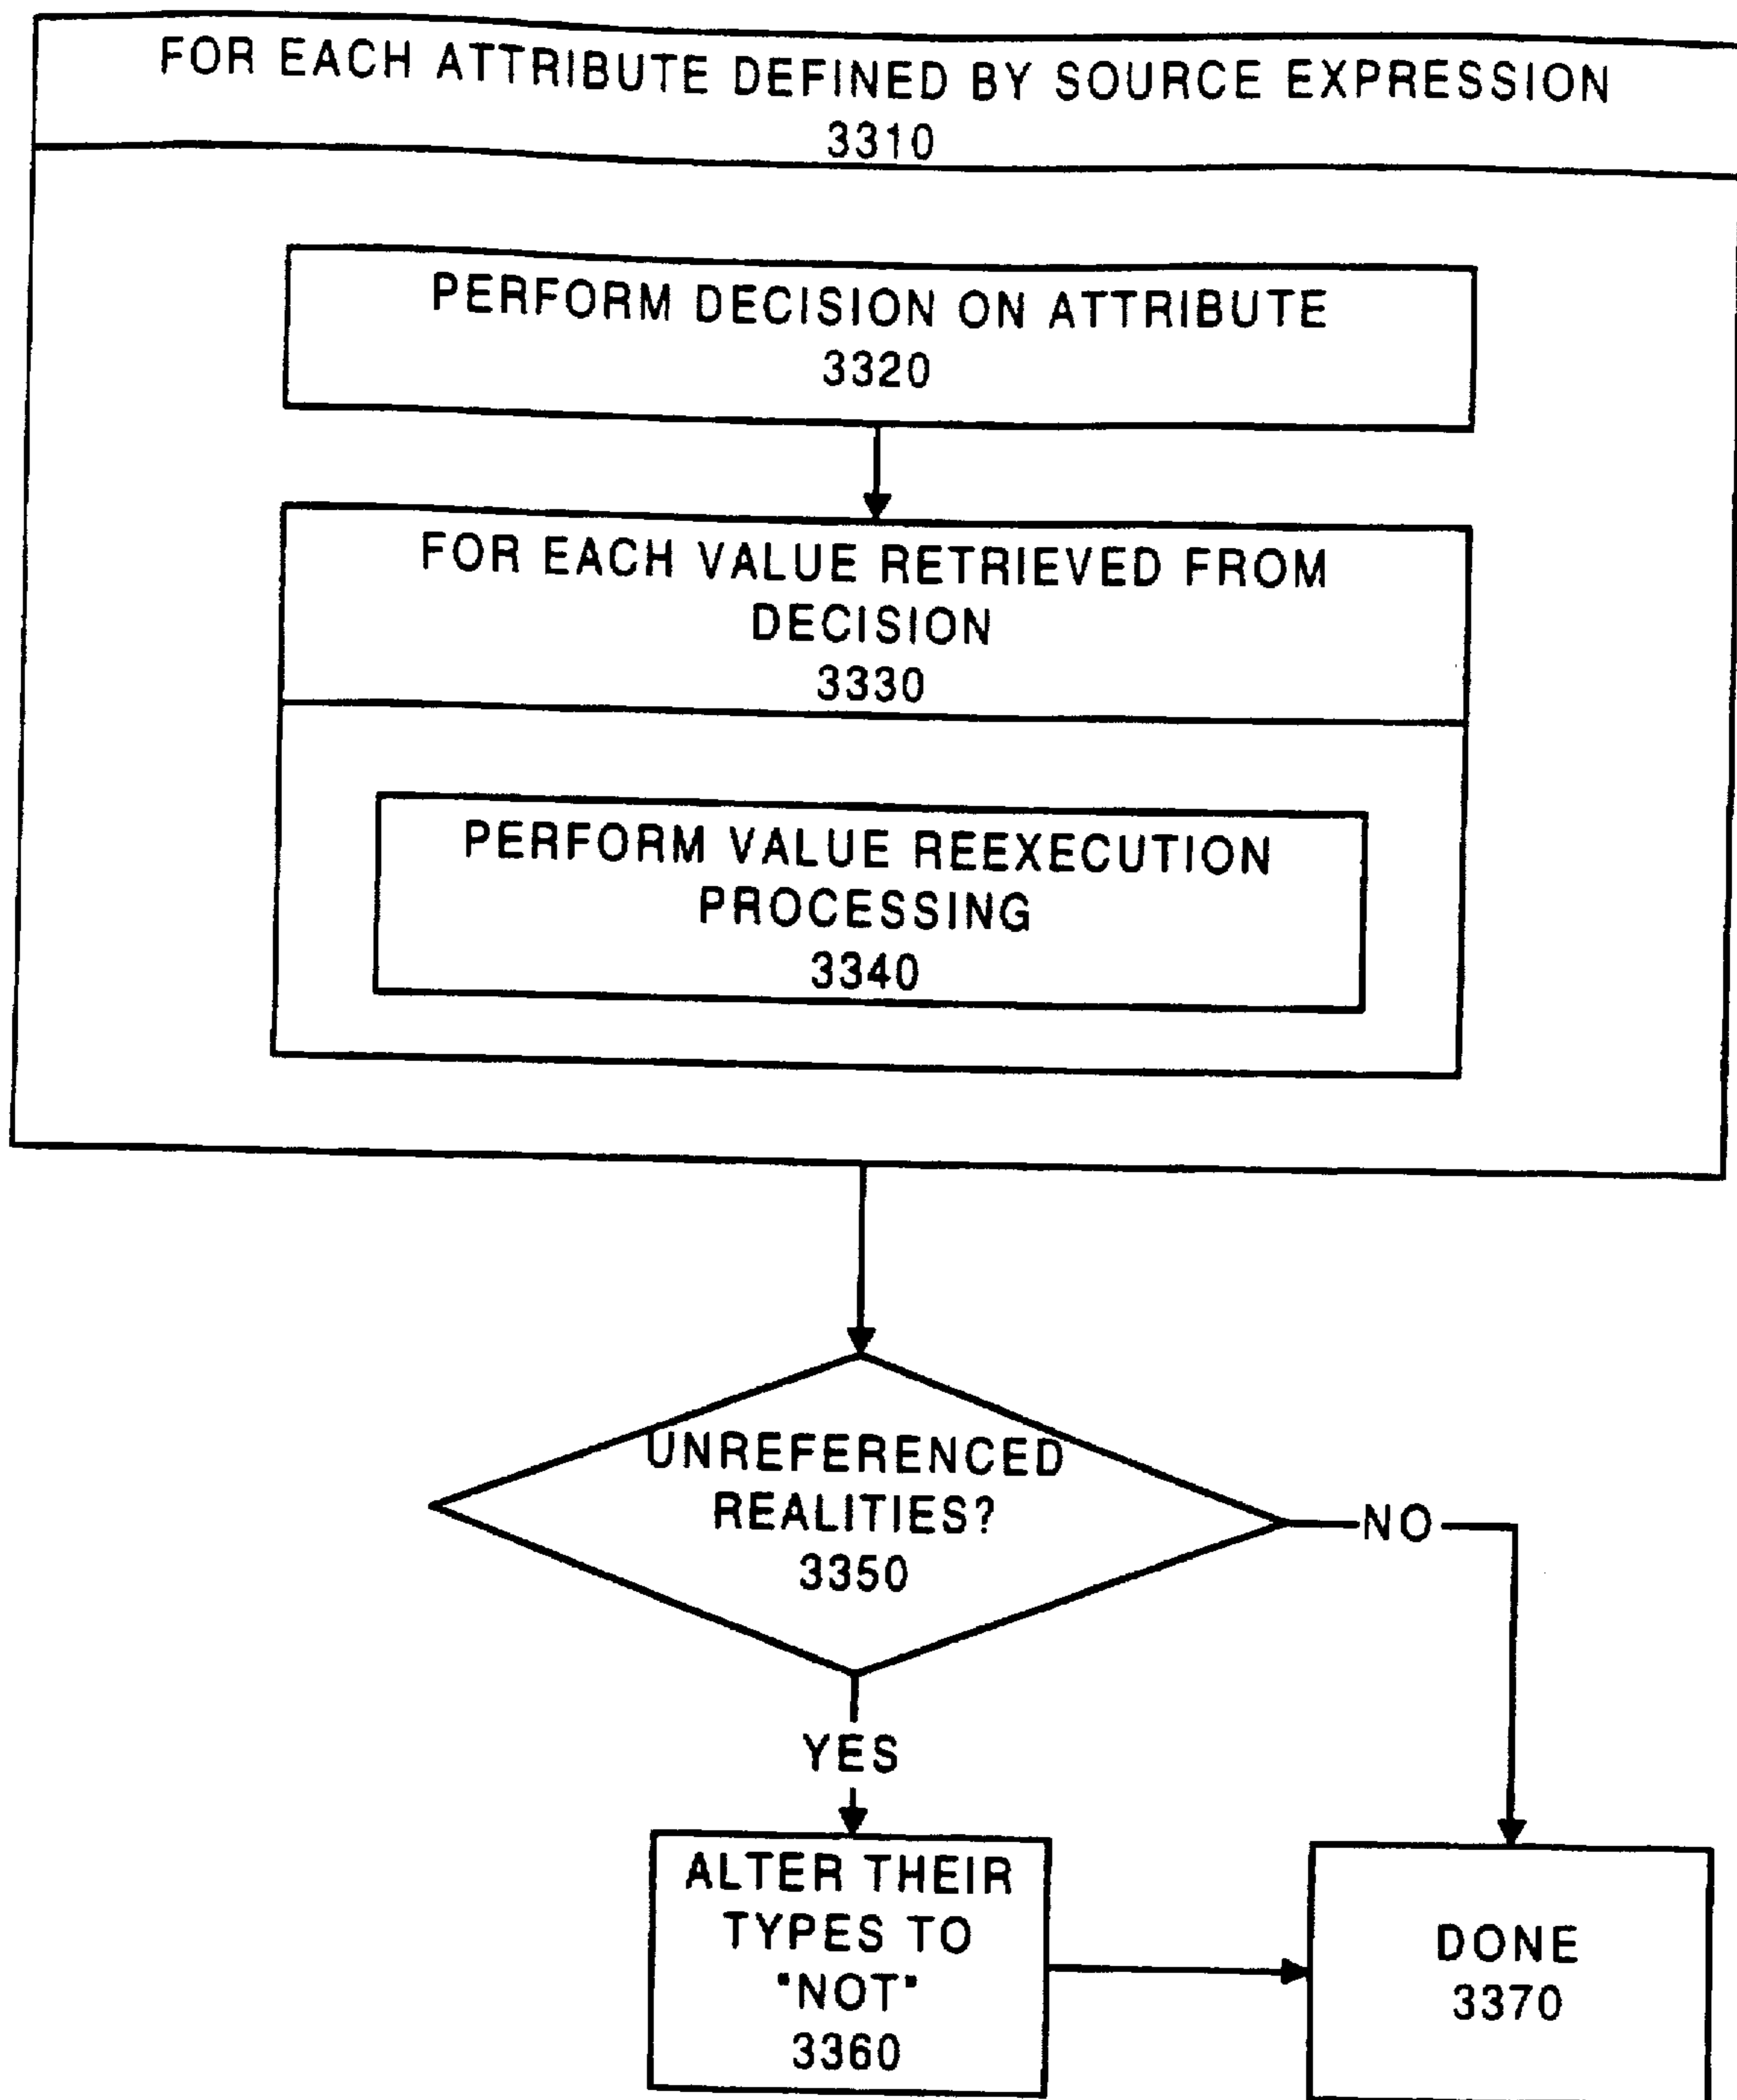 FOR EACH ATTRIBUTE DEFINED BY SOURCE EXPRESSION
3310
PERFORM DECISION ON ATTRIBUTE
3320
FOR EACH VALUE RETRIEVED FROM
DECISION
3330
PERFORM VALUE REEXECUTION
PROCESSING
3340
UNREFERENCED
REALITIES?
3350
NO
YES
ALTER THEIR
TYPES TO
"NOT"
3360
DONE
3370